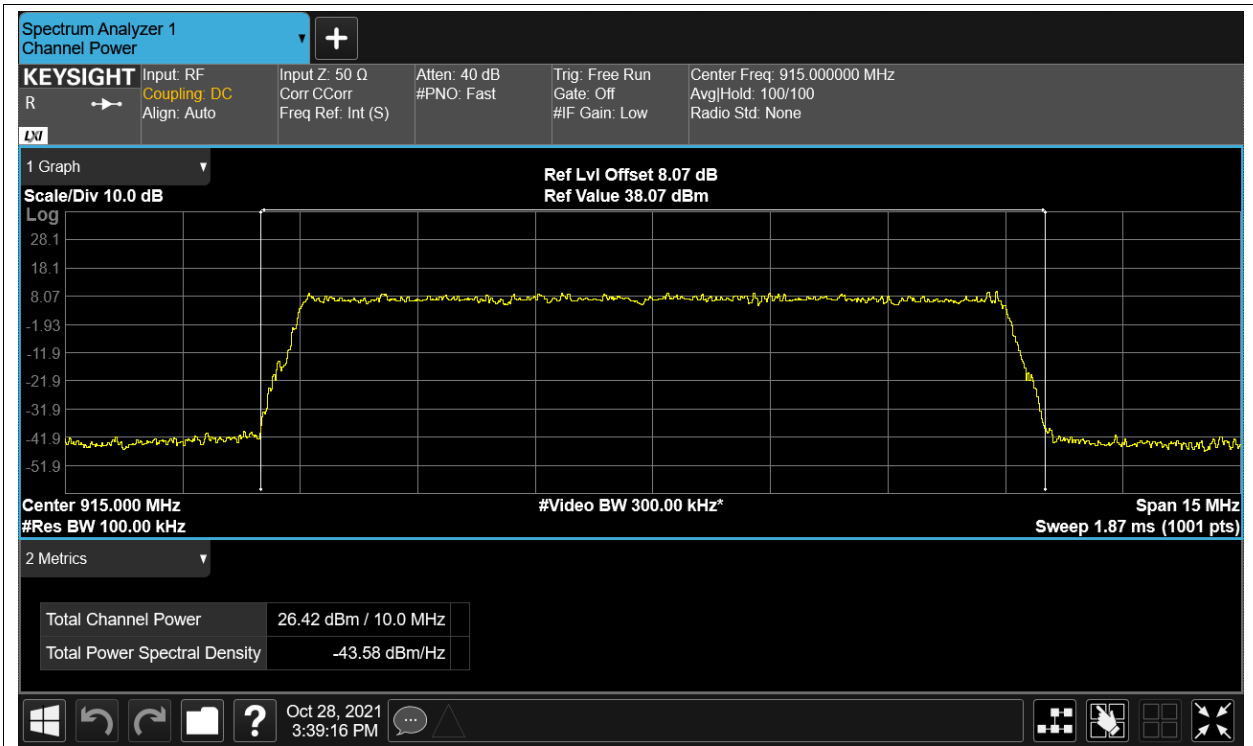 Spectrum Analyzer 1
Channel Power
KEYSIGHT
R
LXI
Input: RF
Coupling: DC
Align: Auto
Input Z: 50 Ω
Corr CCorr
Freq Ref: Int (S)
Atten: 40 dB
#PNO: Fast
Trig: Free Run
Gate: Off
#IF Gain: Low
Center Freq: 915.000000 MHz
Avg|Hold: 100/100
Radio Std: None
1 Graph
Scale/Div 10.0 dB
Ref Lvl Offset 8.07 dB
Ref Value 38.07 dBm
Log
28.1
18.1
8.07
-1.93
-11.9
-21.9
-31.9
-41.9
-51.9
Center 915.000 MHz
#Res BW 100.00 kHz
#Video BW 300.00 kHz*
Span 15 MHz
Sweep 1.87 ms (1001 pts)
2 Metrics
Total Channel Power 26.42 dBm / 10.0 MHz
Total Power Spectral Density -43.58 dBm/Hz
?
Oct 28, 2021
3:39:16 PM